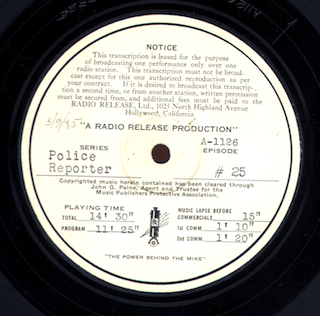 NOTICE
This transcription is leased for the purpose
of broadcasting one performance only over one
radio station. This transcription must not be broad-
cast except for this one authorized reproduction as per
your contract. If it is desired to broadcast this transcrip-
tion a second time, or from another station, written permission
must be secured from, and additional fees must be paid to the
RADIO RELEASE, Ltd., 1025 North Highland Avenue
Hollywood, California
"A RADIO RELEASE PRODUCTION"
SERIES
A-1126
EPISODE
Police
Reporter
# 25
Copyrighted music herein contained has been cleared through
John G. Paine, Agent and Trustee for the
Music Publishers Protective Association.
PLAYING TIME
TOTAL 14' 30"
PROGRAM 11' 25"
MUSIC LAPSE BEFORE
COMMERCIALS 15"
1st COMM. 1' 10"
2nd COMM. 1' 20"
"THE POWER BEHIND THE MIKE"